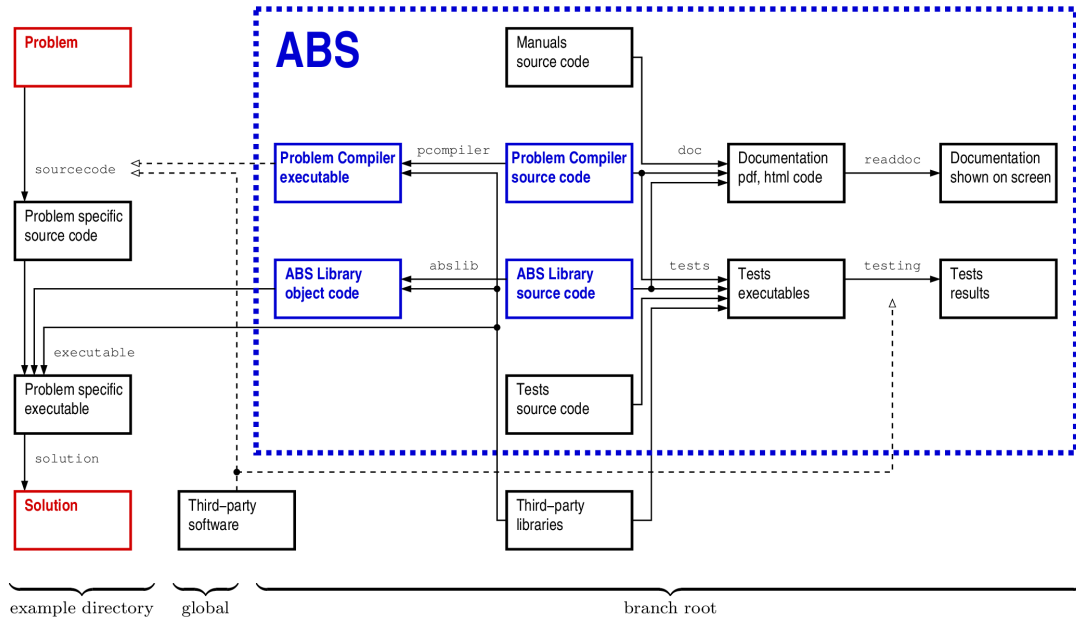 Problem
ABS
Manuals
source code
sourcecode
Problem Compiler
executable
pcompiler
Problem Compiler
source code
doc
Documentation
pdf, html code
readdoc
Documentation
shown on screen
Problem specific
source code
ABS Library
object code
abslib
ABS Library
source code
tests
Tests
executables
testing
Tests
results
executable
Problem specific
executable
Tests
source code
solution
Solution
Third–party
software
Third–party
libraries
example directory
global
branch root